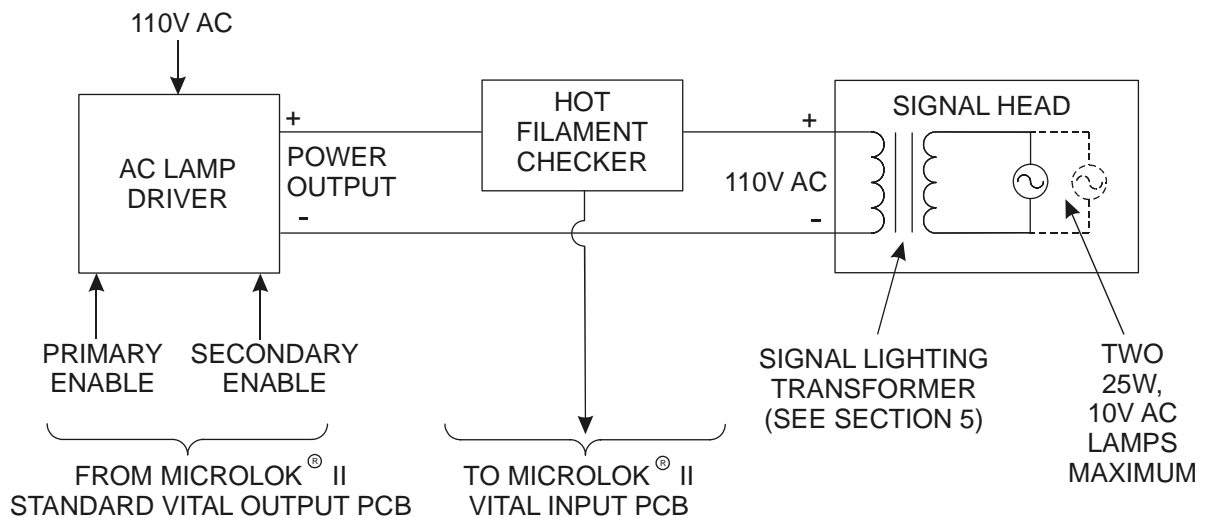 110V AC
AC LAMP
DRIVER
+
POWER
OUTPUT
-
HOT
FILAMENT
CHECKER
+
110V AC
-
SIGNAL HEAD
PRIMARY
ENABLE
SECONDARY
ENABLE
FROM MICROLOK® II
STANDARD VITAL OUTPUT PCB
TO MICROLOK® II
VITAL INPUT PCB
SIGNAL LIGHTING
TRANSFORMER
(SEE SECTION 5)
TWO
25W,
10V AC
LAMPS
MAXIMUM